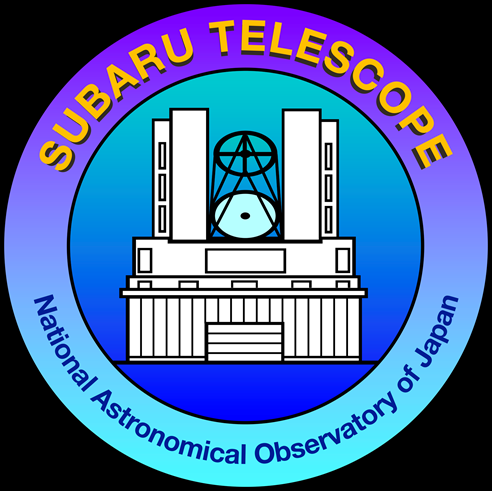 SUBARU TELESCOPE
National Astronomical Observatory of Japan